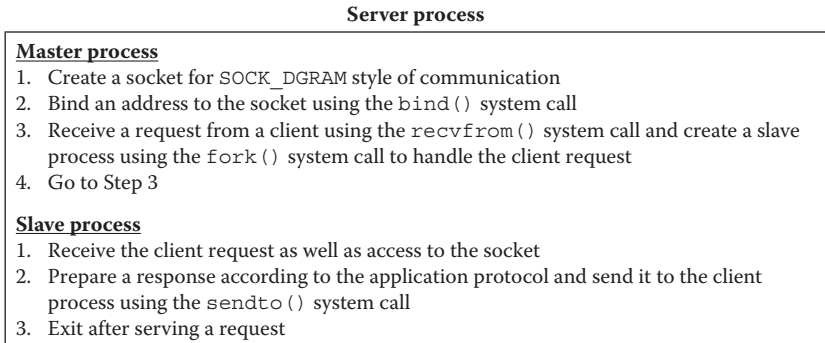 Server process
Master process
1. Create a socket for SOCK_DGRAM style of communication
2. Bind an address to the socket using the bind() system call
3. Receive a request from a client using the recvfrom() system call and create a slave
process using the fork() system call to handle the client request
4. Go to Step 3
Slave process
1. Receive the client request as well as access to the socket
2. Prepare a response according to the application protocol and send it to the client
process using the sendto() system call
3. Exit after serving a request